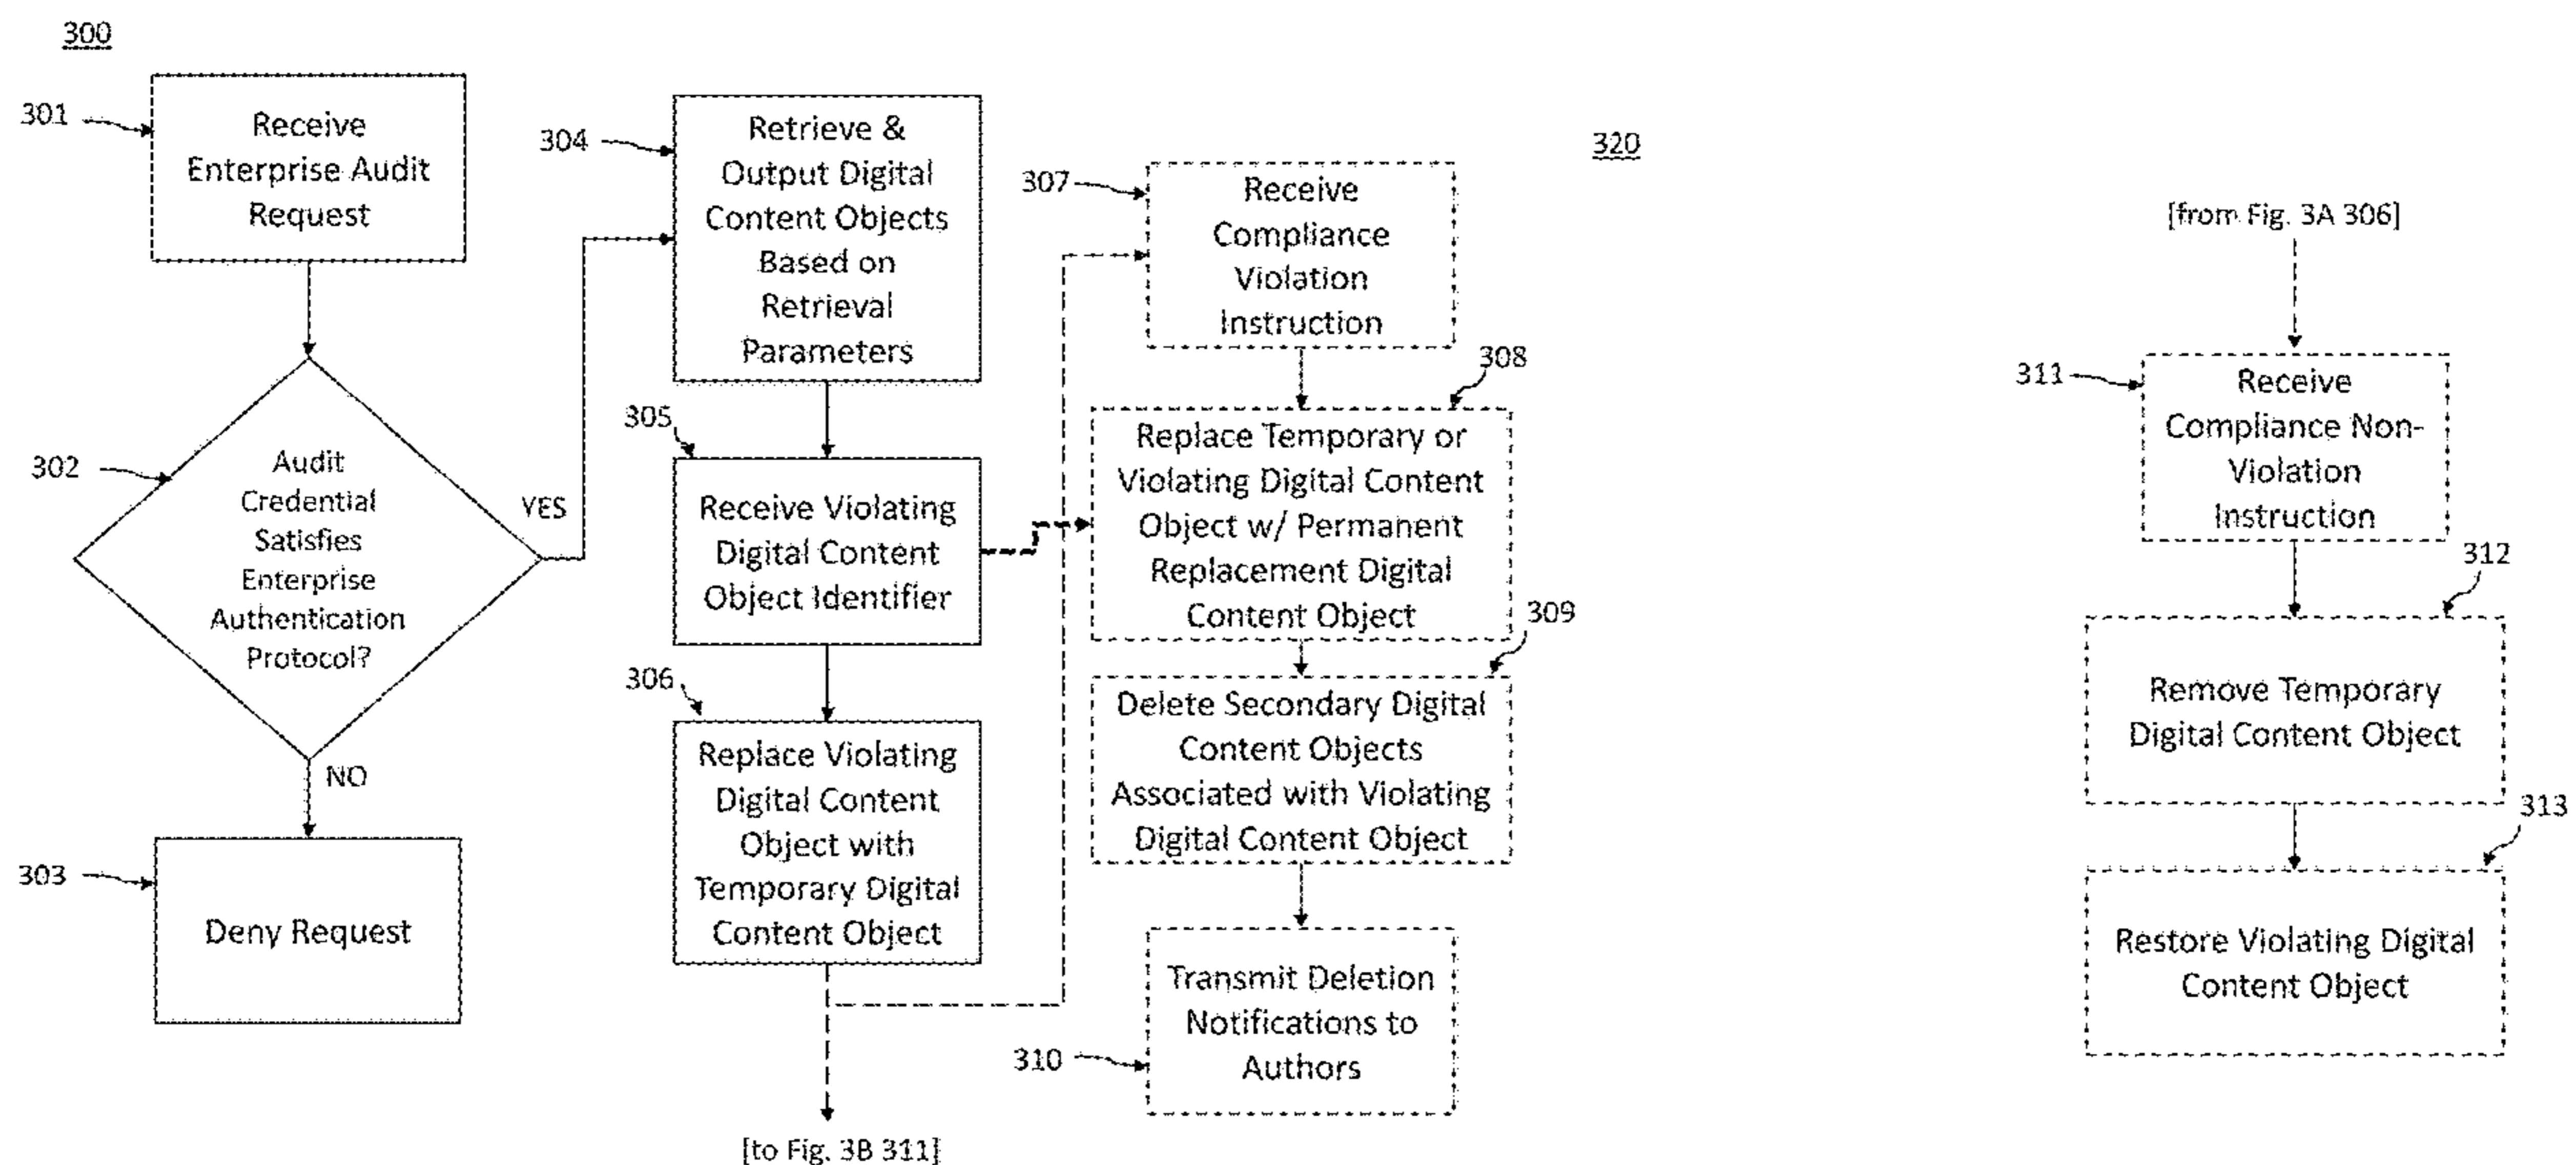 300
301
Receive
Enterprise Audit
Request
302
Audit
Credential
Satisfies
Enterprise
Authentication
Protocol?
YES
NO
303
Deny Request
304
Retrieve &
Output Digital
Content Objects
Based on
Retrieval
Parameters
305
Receive Violating
Digital Content
Object Identifier
306
Replace Violating
Digital Content
Object with
Temporary Digital
Content Object
[to Fig. 3B 311]
307
Receive
Compliance
Violation
Instruction
308
Replace Temporary or
Violating Digital Content
Object w/ Permanent
Replacement Digital
Content Object
309
Delete Secondary Digital
Content Objects
Associated with Violating
Digital Content Object
310
Transmit Deletion
Notifications to
Authors
320
[from Fig. 3A 306]
311
Receive
Compliance Non-
Violation
Instruction
312
Remove Temporary
Digital Content Object
313
Restore Violating Digital
Content Object